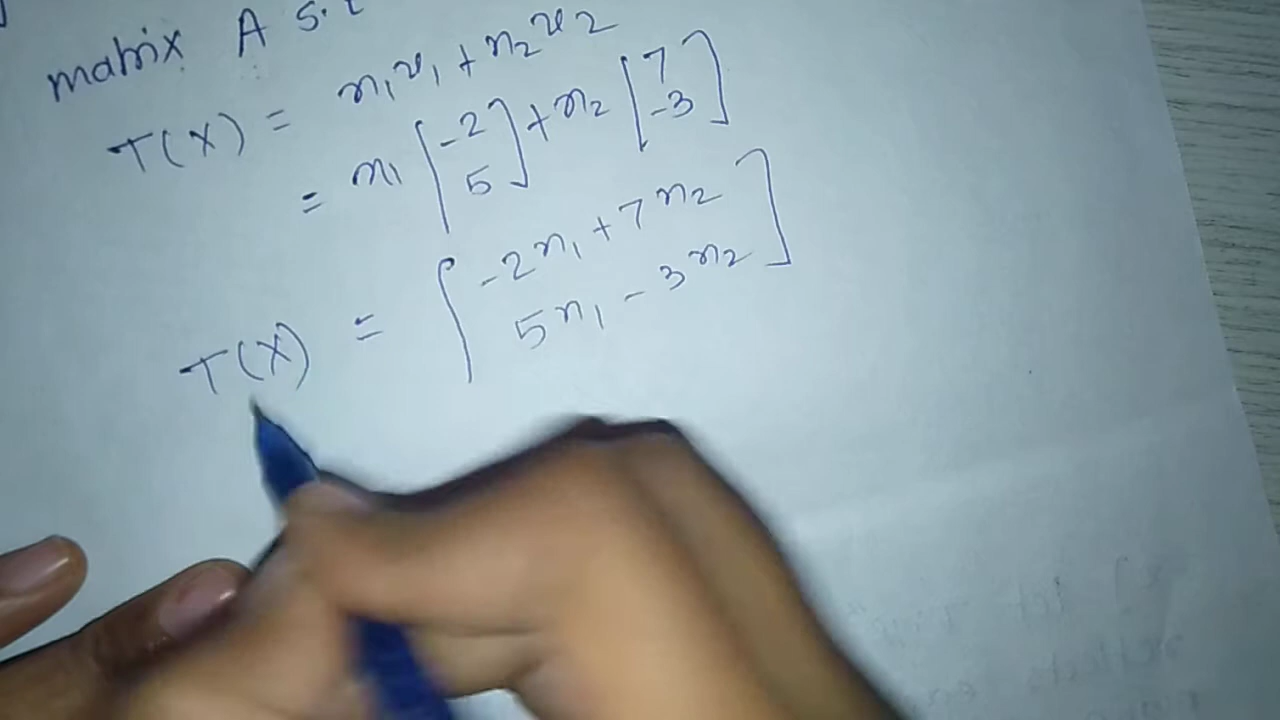 matrix A S.t
T(X) = x₁v₁ + x₂v₂
= x₁ [-2 5] + x₂ [7 -3]
T(X) = [-2x₁ + 7x₂
5x₁ - 3x₂]